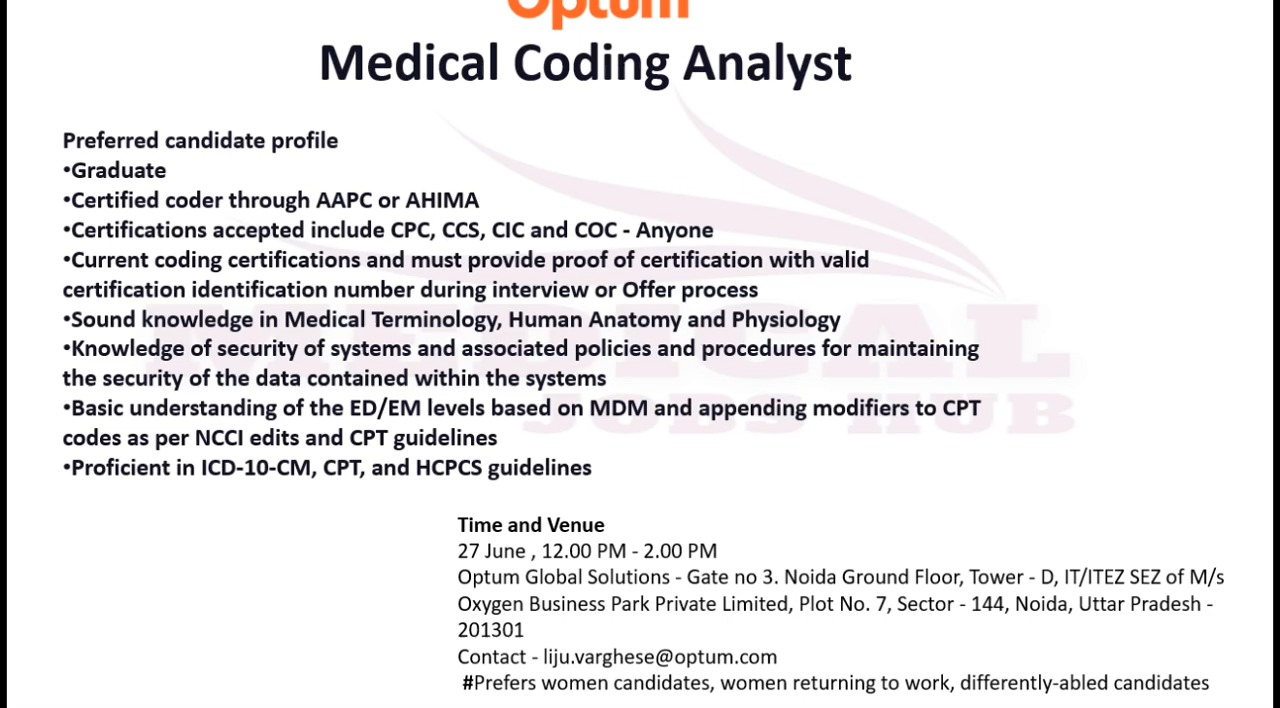 Optum
Medical Coding Analyst
Preferred candidate profile
•Graduate
•Certified coder through AAPC or AHIMA
•Certifications accepted include CPC, CCS, CIC and COC - Anyone
•Current coding certifications and must provide proof of certification with valid
certification identification number during interview or Offer process
•Sound knowledge in Medical Terminology, Human Anatomy and Physiology
•Knowledge of security of systems and associated policies and procedures for maintaining
the security of the data contained within the systems
•Basic understanding of the ED/EM levels based on MDM and appending modifiers to CPT
codes as per NCCI edits and CPT guidelines
•Proficient in ICD-10-CM, CPT, and HCPCS guidelines
MEDICAL
JOBS HUB
Time and Venue
27 June , 12.00 PM - 2.00 PM
Optum Global Solutions - Gate no 3. Noida Ground Floor, Tower - D, IT/ITEZ SEZ of M/s
Oxygen Business Park Private Limited, Plot No. 7, Sector - 144, Noida, Uttar Pradesh -
201301
Contact - liju.varghese@optum.com
#Prefers women candidates, women returning to work, differently-abled candidates